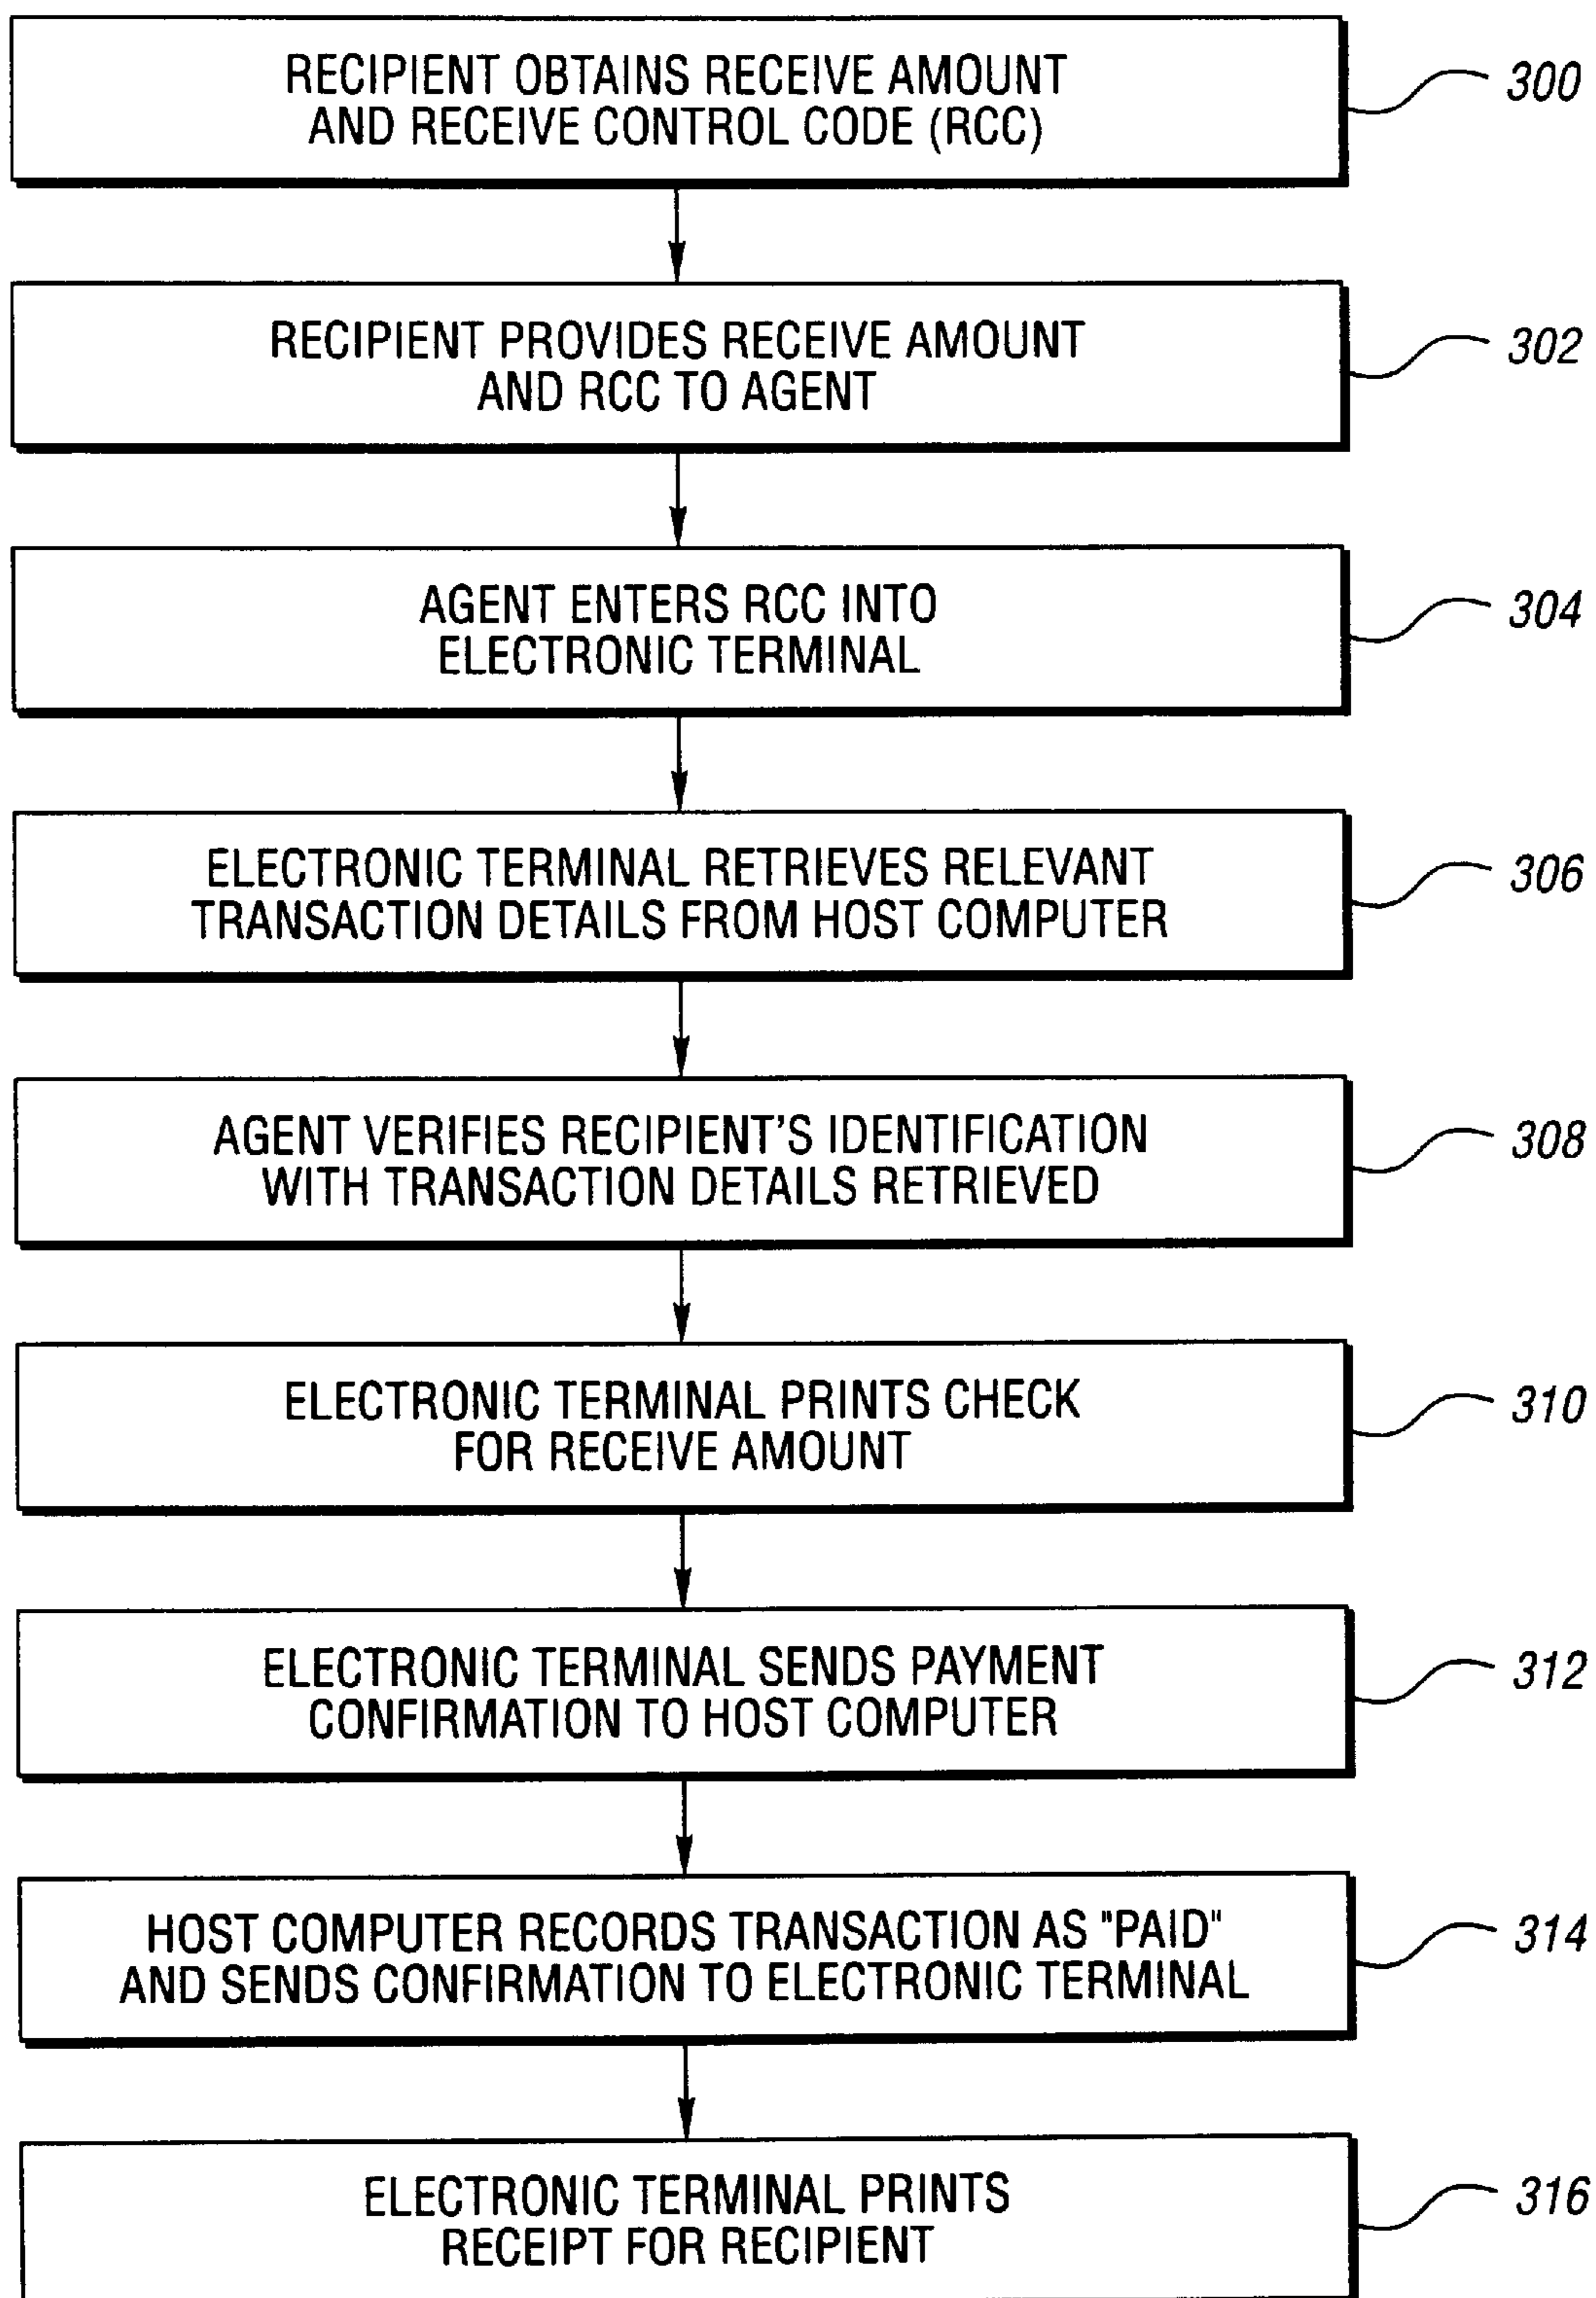 RECIPIENT OBTAINS RECEIVE AMOUNT
AND RECEIVE CONTROL CODE (RCC)
300
RECIPIENT PROVIDES RECEIVE AMOUNT
AND RCC TO AGENT
302
AGENT ENTERS RCC INTO
ELECTRONIC TERMINAL
304
ELECTRONIC TERMINAL RETRIEVES RELEVANT
TRANSACTION DETAILS FROM HOST COMPUTER
306
AGENT VERIFIES RECIPIENT'S IDENTIFICATION
WITH TRANSACTION DETAILS RETRIEVED
308
ELECTRONIC TERMINAL PRINTS CHECK
FOR RECEIVE AMOUNT
310
ELECTRONIC TERMINAL SENDS PAYMENT
CONFIRMATION TO HOST COMPUTER
312
HOST COMPUTER RECORDS TRANSACTION AS "PAID"
AND SENDS CONFIRMATION TO ELECTRONIC TERMINAL
314
ELECTRONIC TERMINAL PRINTS
RECEIPT FOR RECIPIENT
316